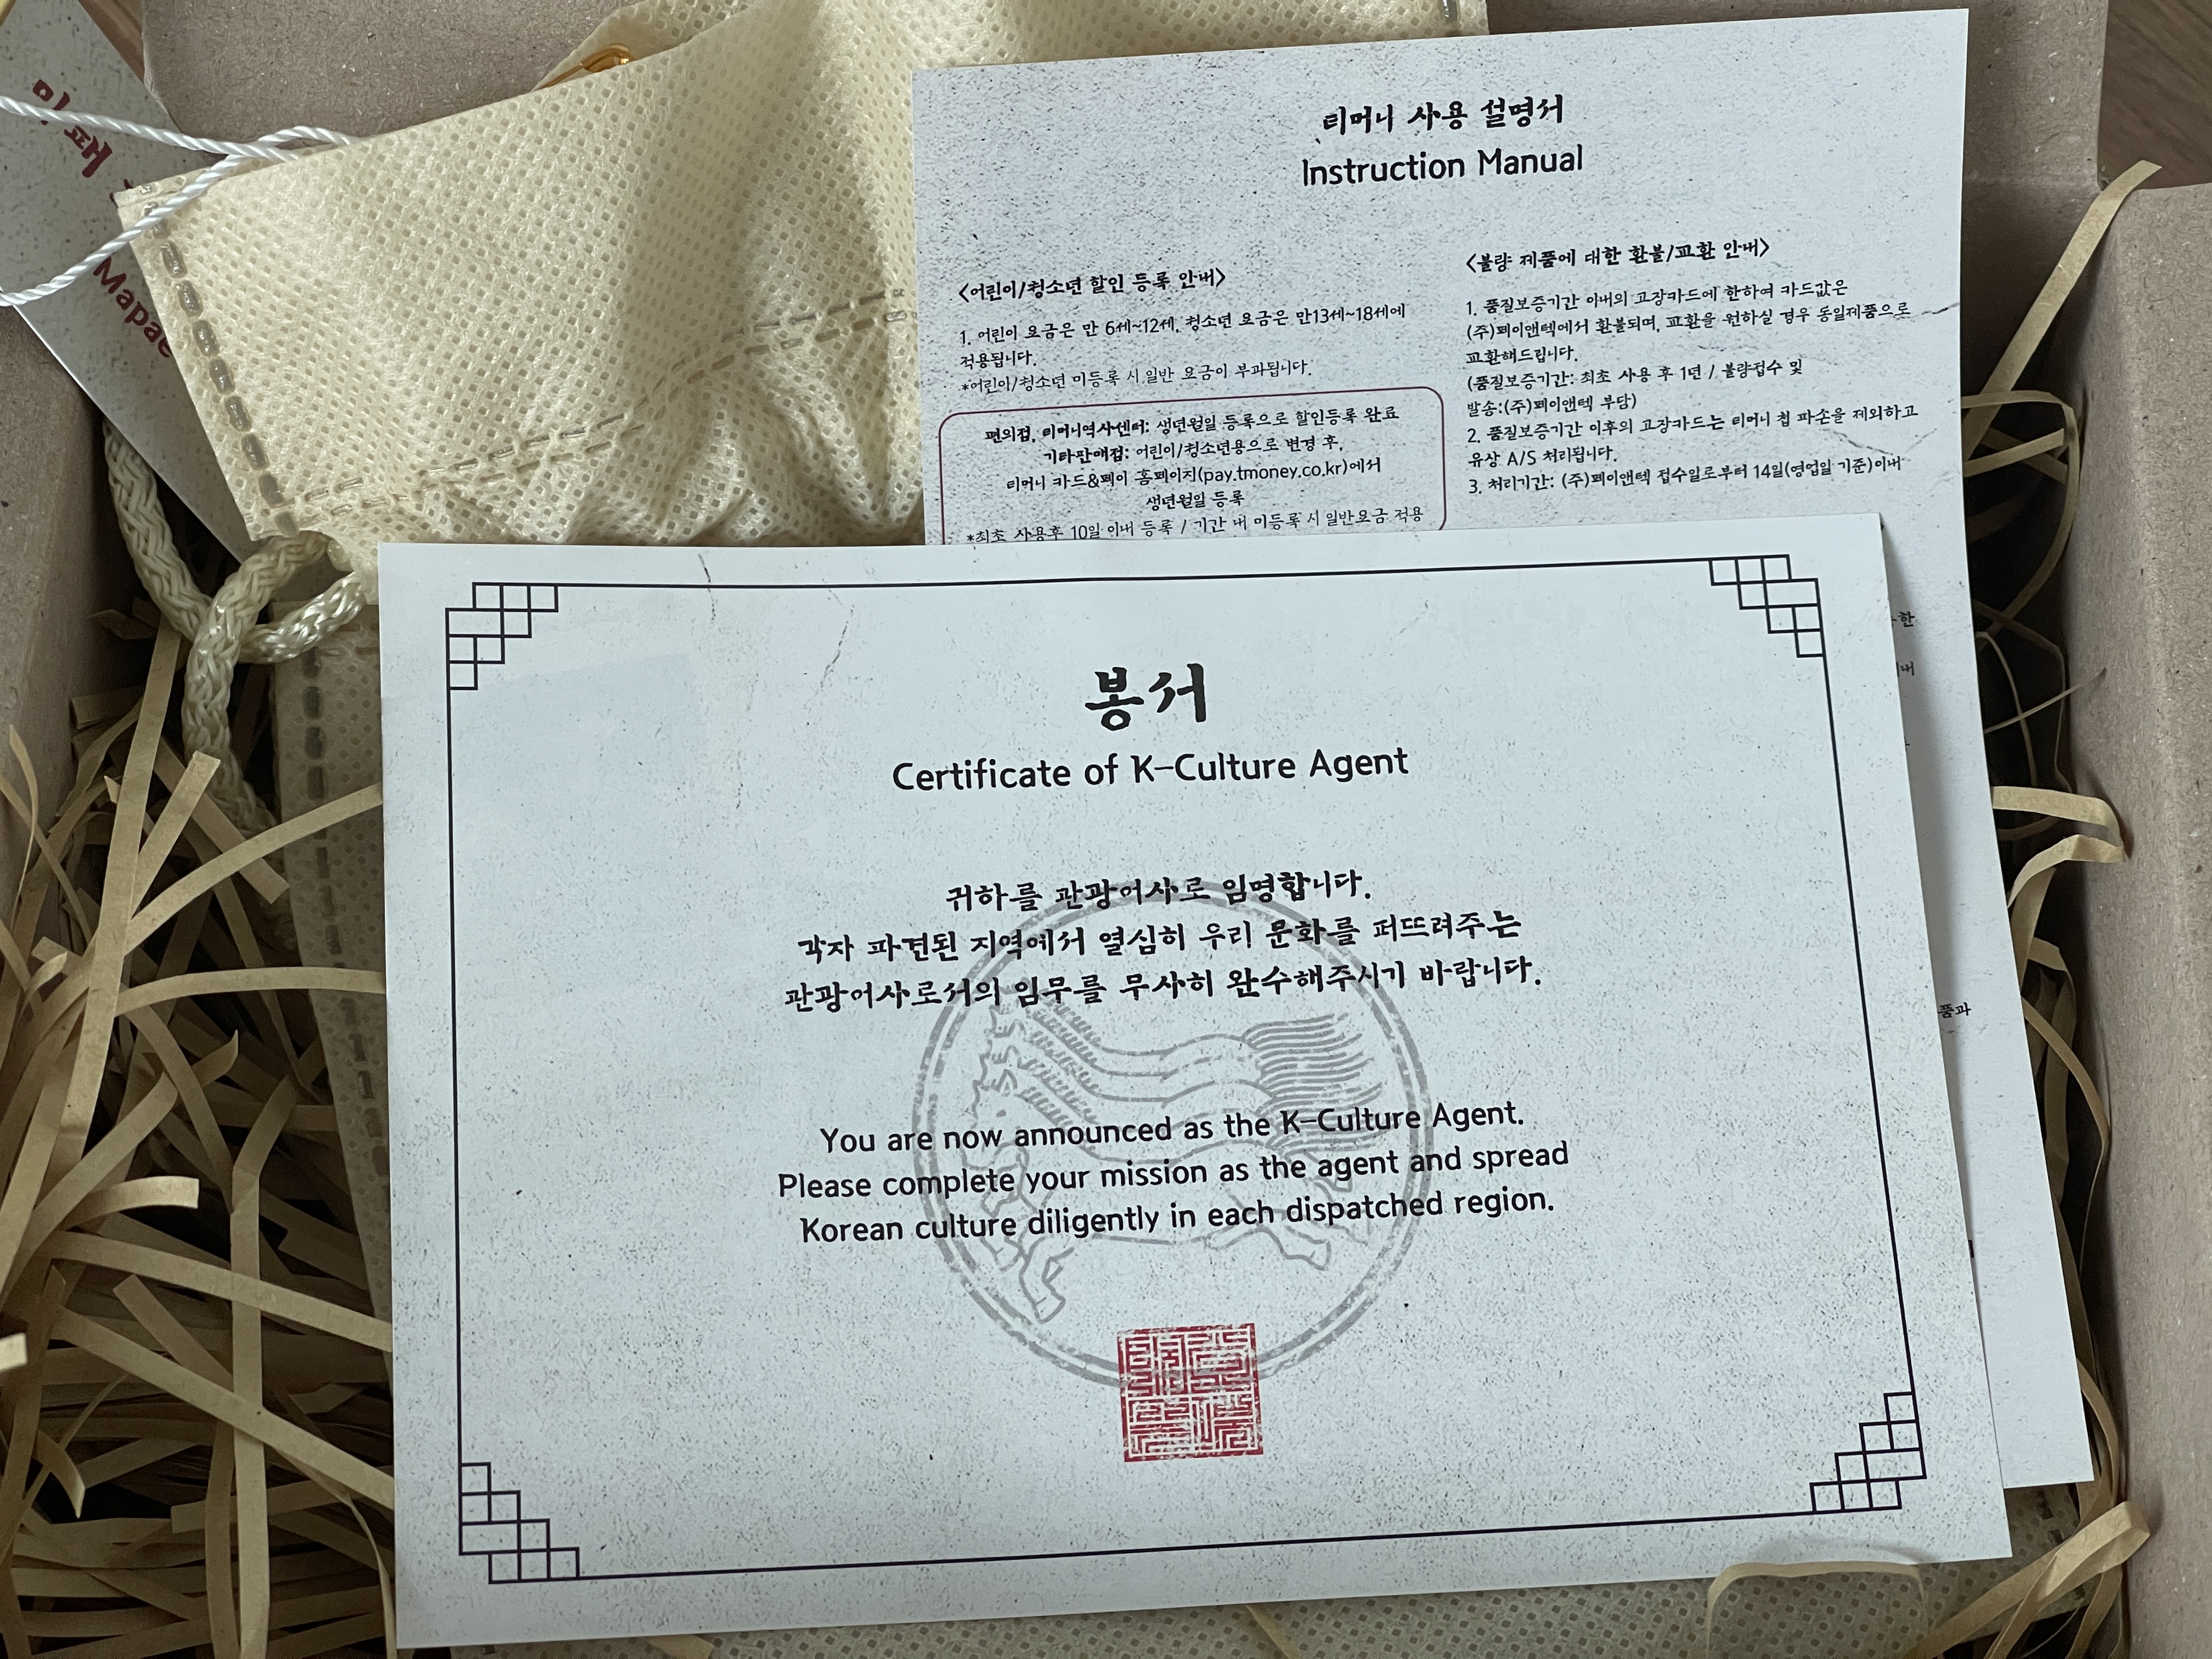 마패
Mapae
티머니 사용 설명서
Instruction Manual
<어린이/청소년 할인 등록 안내>
1. 어린이 요금은 만 6세~12세, 청소년 요금은 만13세~18세에
적용됩니다.
*어린이/청소년 미등록 시 일반 요금이 부과됩니다.
편의점, 티머니역사센터: 생년월일 등록으로 할인등록 완료
기타판매점: 어린이/청소년용으로 변경 후,
티머니 카드&페이 홈페이지(pay.tmoney.co.kr)에서
생년월일 등록
*최초 사용후 10일 이내 등록 / 기간 내 미등록 시 일반요금 적용
<불량 제품에 대한 환불/교환 안내>
1. 품질보증기간 이내의 고장카드에 한하여 카드값은
(주)페이앤텍에서 환불되며, 교환을 원하실 경우 동일제품으로
교환해드립니다.
(품질보증기간: 최초 사용 후 1년 / 불량접수 및
발송:(주)페이앤텍 부담)
2. 품질보증기간 이후의 고장카드는 티머니 칩 파손을 제외하고
유상 A/S 처리됩니다.
3. 처리기간: (주)페이앤텍 접수일로부터 14일(영업일 기준)이내
한
내
품과
봉서
Certificate of K-Culture Agent
귀하를 관광어사로 임명합니다.
각자 파견된 지역에서 열심히 우리 문화를 퍼뜨려주는
관광어사로서의 임무를 무사히 완수해주시기 바랍니다.
You are now announced as the K-Culture Agent.
Please complete your mission as the agent and spread
Korean culture diligently in each dispatched region.